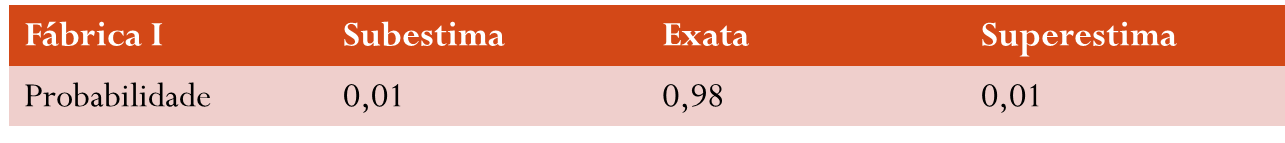 Fábrica I Subestima Exata Superestima
Probabilidade 0,01 0,98 0,01